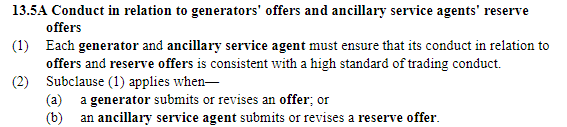 13.5A Conduct in relation to generators' offers and ancillary service agents' reserve
offers
(1) Each generator and ancillary service agent must ensure that its conduct in relation to
offers and reserve offers is consistent with a high standard of trading conduct.
(2) Subclause (1) applies when—
(a) a generator submits or revises an offer; or
(b) an ancillary service agent submits or revises a reserve offer.